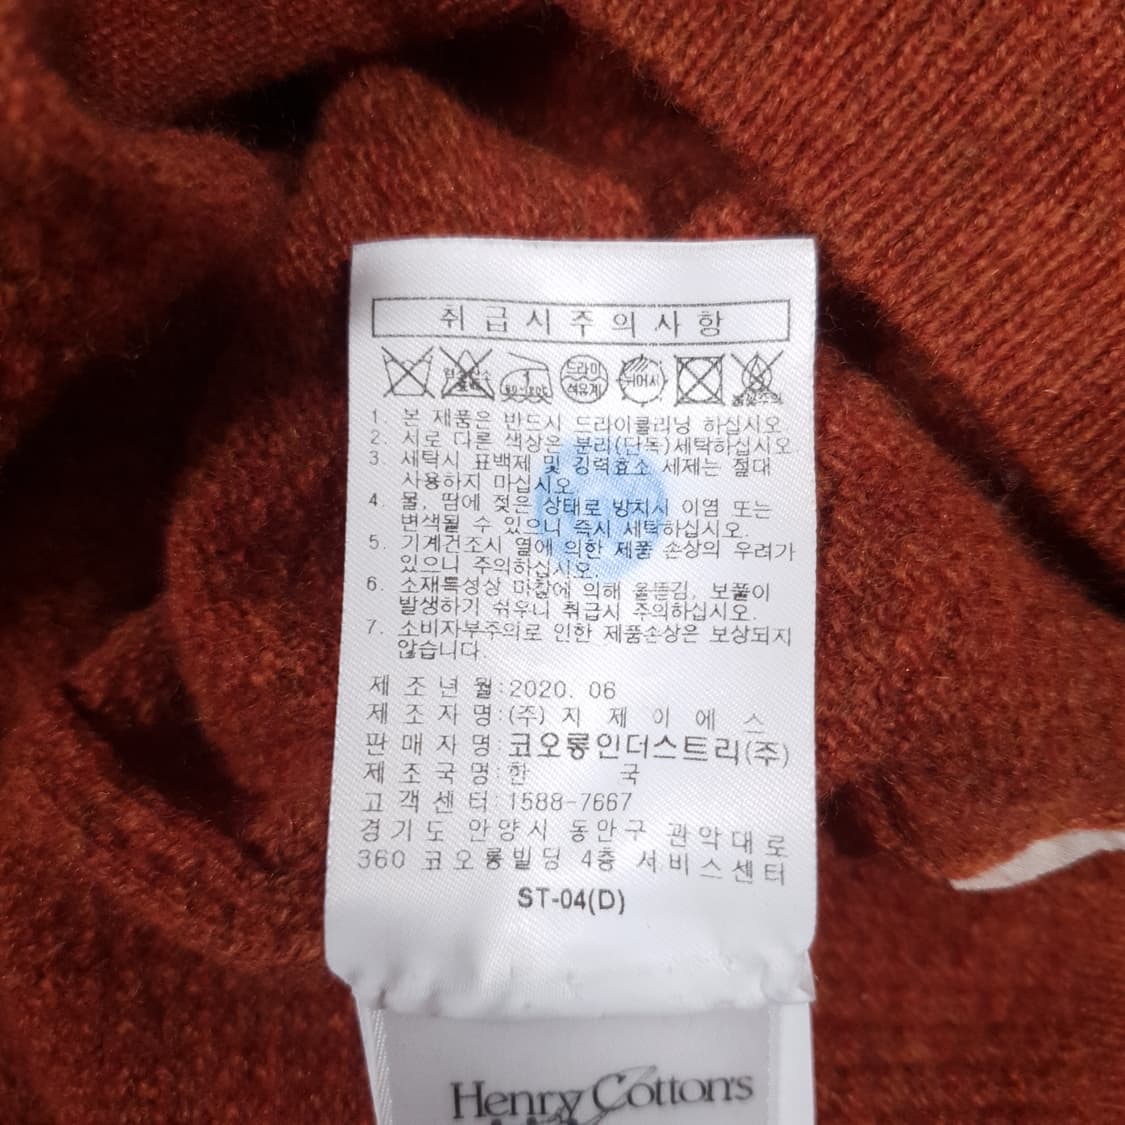 취급시주의사항
드라이
석유계
뉘어서
불꽃주의
1. 본 제품은 반드시 드라이클리닝 하십시오.
2. 서로 다른 색상은 분리(단독)세탁하십시오
3. 세탁시 표백제 및 강력효소 세제는 절대
사용하지 마십시오.
4. 물, 땀에 젖은 상태로 방치시 이염 또는
변색될 수 있으니 즉시 세탁하십시오.
5. 기계건조시 열에 의한 제품 손상의 우려가
있으니 주의하십시오.
6. 소재특성상 마찰에 의해 올뜯김, 보풀이
발생하기 쉬우니 취급시 주의하십시오.
7. 소비자부주의로 인한 제품손상은 보상되지
않습니다.
제조년월:2020. 06
제조자명:(주)지제이에스
판매자명:코오롱인더스트리(주)
제조국명:한국
고객센터:1588-7667
경기도 안양시 동안구 관악대로
360 코오롱빌딩 4층 서비스센터
ST-04(D)
Henry Cotton's